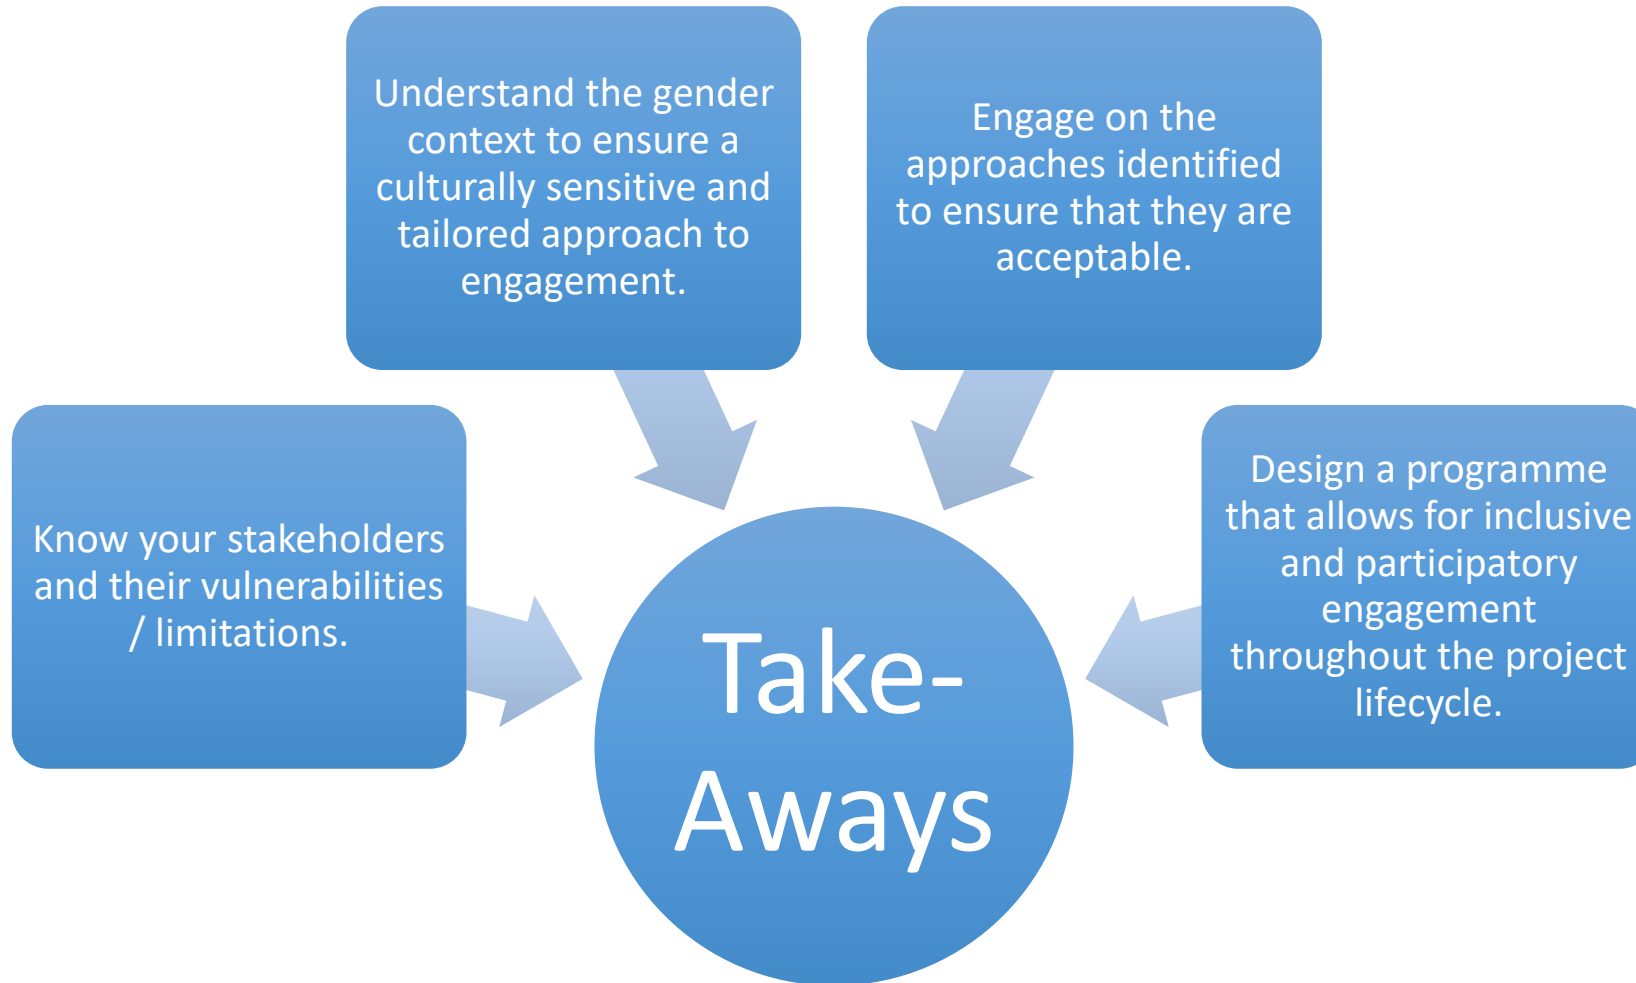 Understand the gender
context to ensure a
culturally sensitive and
tailored approach to
engagement.
Engage on the
approaches identified
to ensure that they are
acceptable.
Know your stakeholders
and their vulnerabilities
/ limitations.
Design a programme
that allows for inclusive
and participatory
engagement
throughout the project
lifecycle.
Take-
Aways